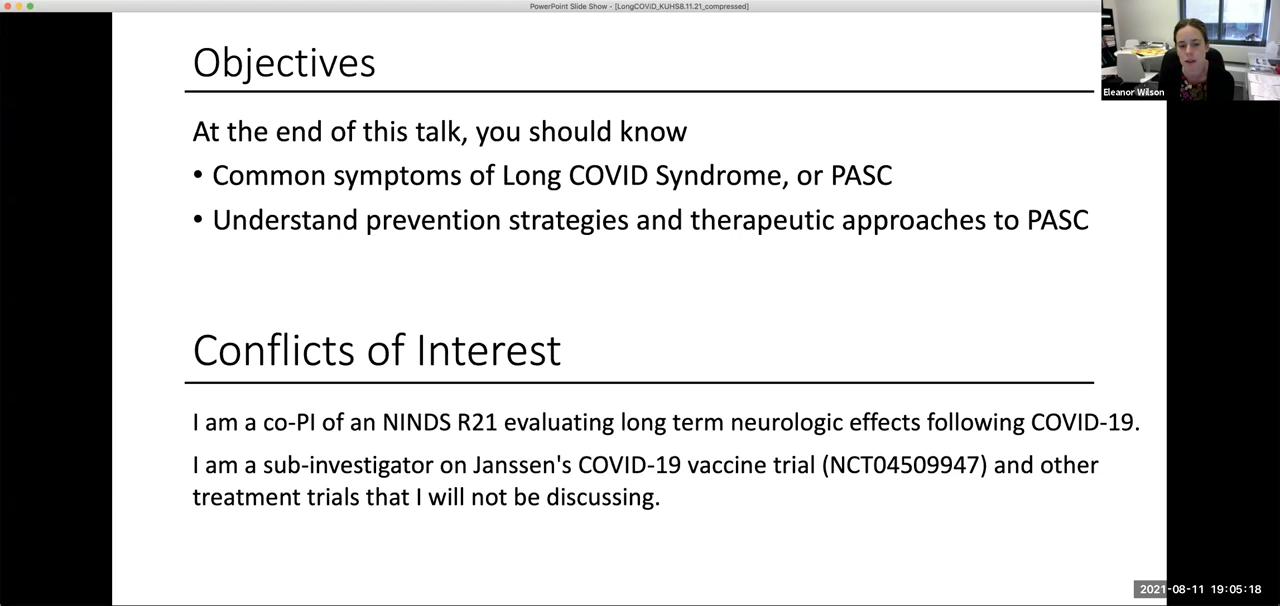 PowerPoint Slide Show - [LongCOVID_KUHS8.11.21_compressed]
Objectives
At the end of this talk, you should know
• Common symptoms of Long COVID Syndrome, or PASC
• Understand prevention strategies and therapeutic approaches to PASC
Conflicts of Interest
I am a co-PI of an NINDS R21 evaluating long term neurologic effects following COVID-19.
I am a sub-investigator on Janssen's COVID-19 vaccine trial (NCT04509947) and other
treatment trials that I will not be discussing.
Eleanor Wilson
2021-08-11 19:05:18